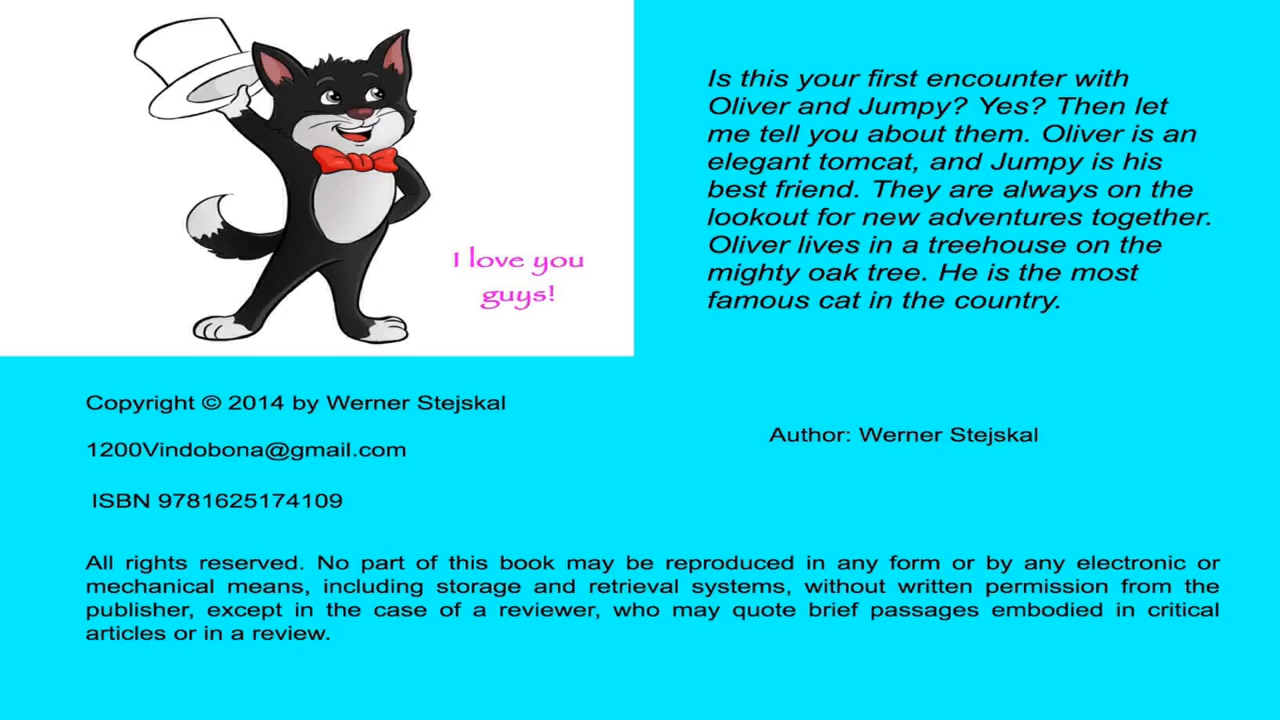 Is this your first encounter with
Oliver and Jumpy? Yes? Then let
me tell you about them. Oliver is an
elegant tomcat, and Jumpy is his
best friend. They are always on the
lookout for new adventures together.
Oliver lives in a treehouse on the
mighty oak tree. He is the most
famous cat in the country.
I love you
guys!
Copyright © 2014 by Werner Stejskal
1200Vindobona@gmail.com
ISBN 9781625174109
Author: Werner Stejskal
All rights reserved. No part of this book may be reproduced in any form or by any electronic or
mechanical means, including storage and retrieval systems, without written permission from the
publisher, except in the case of a reviewer, who may quote brief passages embodied in critical
articles or in a review.